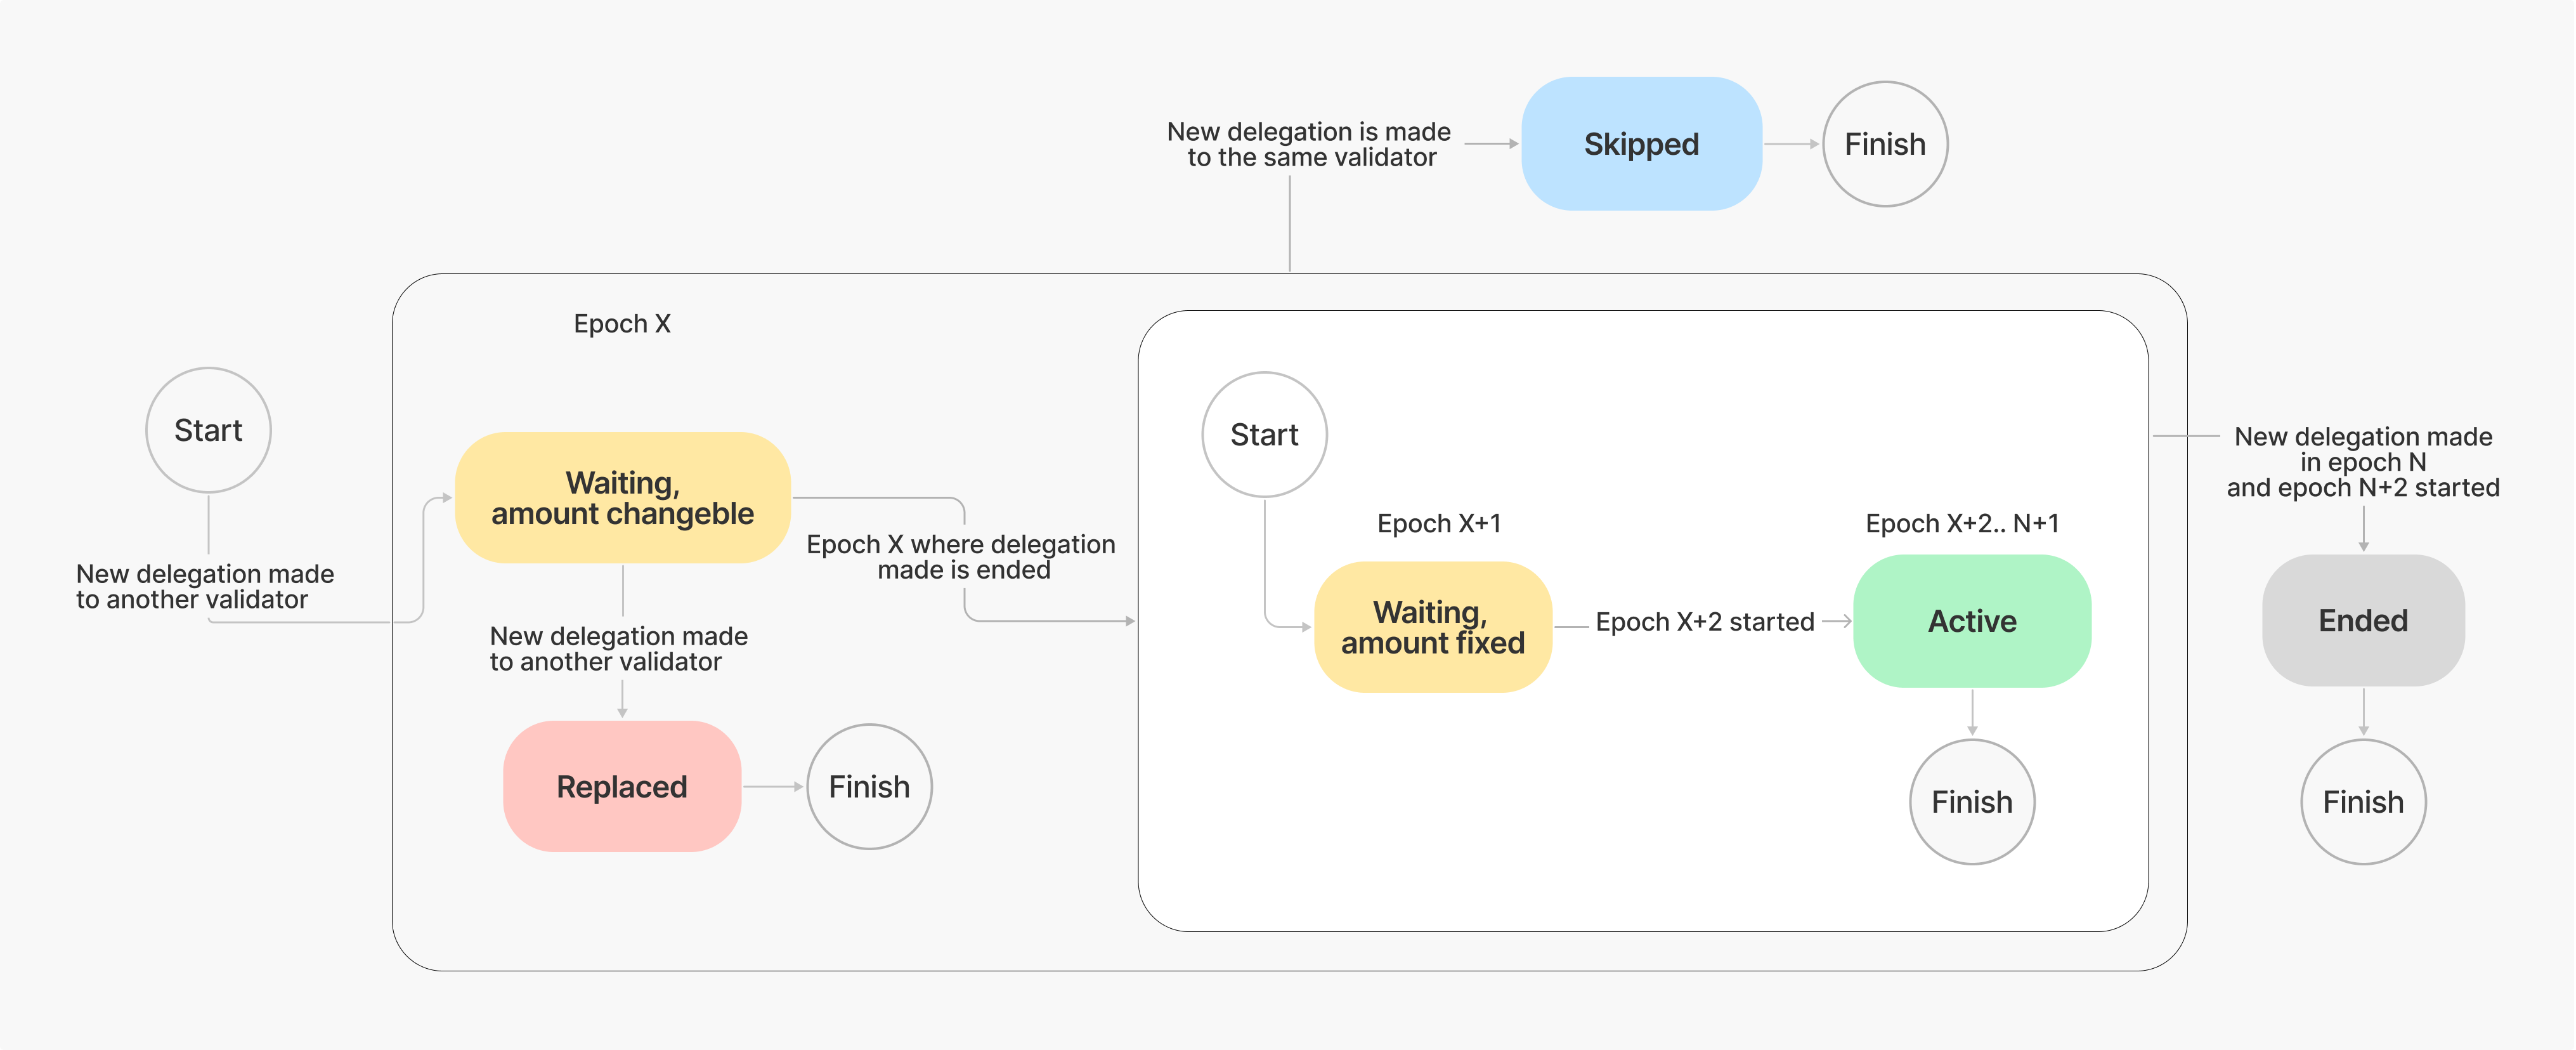 New delegation is made
to the same validator
Skipped
Finish
Epoch X
Start
New delegation made
to another validator
Waiting,
amount changeble
Epoch X where delegation
made is ended
New delegation made
to another validator
Replaced
Finish
Start
Epoch X+1
Waiting,
amount fixed
Epoch X+2 started
Epoch X+2.. N+1
Active
Finish
New delegation made
in epoch N
and epoch N+2 started
Ended
Finish